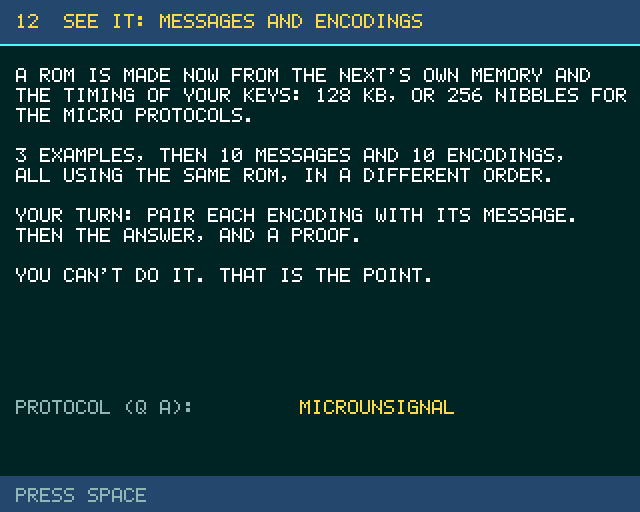 12  SEE IT: MESSAGES AND ENCODINGS
A ROM IS MADE NOW FROM THE NEXT'S OWN MEMORY AND
THE TIMING OF YOUR KEYS: 128 KB, OR 256 NIBBLES FOR
THE MICRO PROTOCOLS.
3 EXAMPLES, THEN 10 MESSAGES AND 10 ENCODINGS,
ALL USING THE SAME ROM, IN A DIFFERENT ORDER.
YOUR TURN: PAIR EACH ENCODING WITH ITS MESSAGE.
THEN THE ANSWER, AND A PROOF.
YOU CAN'T DO IT. THAT IS THE POINT.
PROTOCOL (Q A): MICROUNSIGNAL
PRESS SPACE